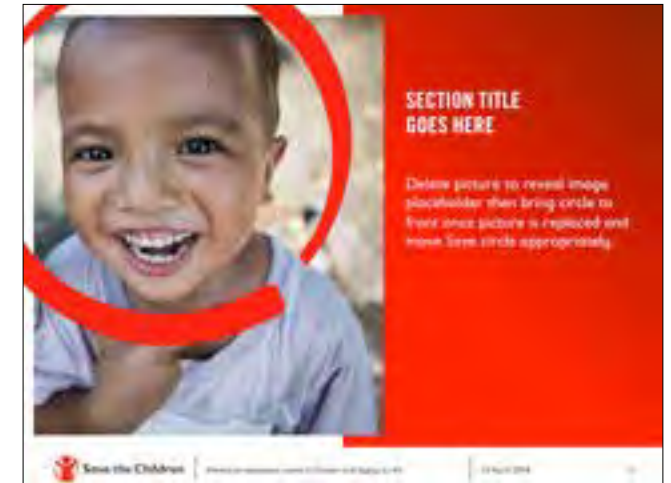 SECTION TITLE
GOES HERE
Delete picture to reveal image
placeholder then bring circle to
front once picture is replaced and
move Save circle appropriately.
Save the Children